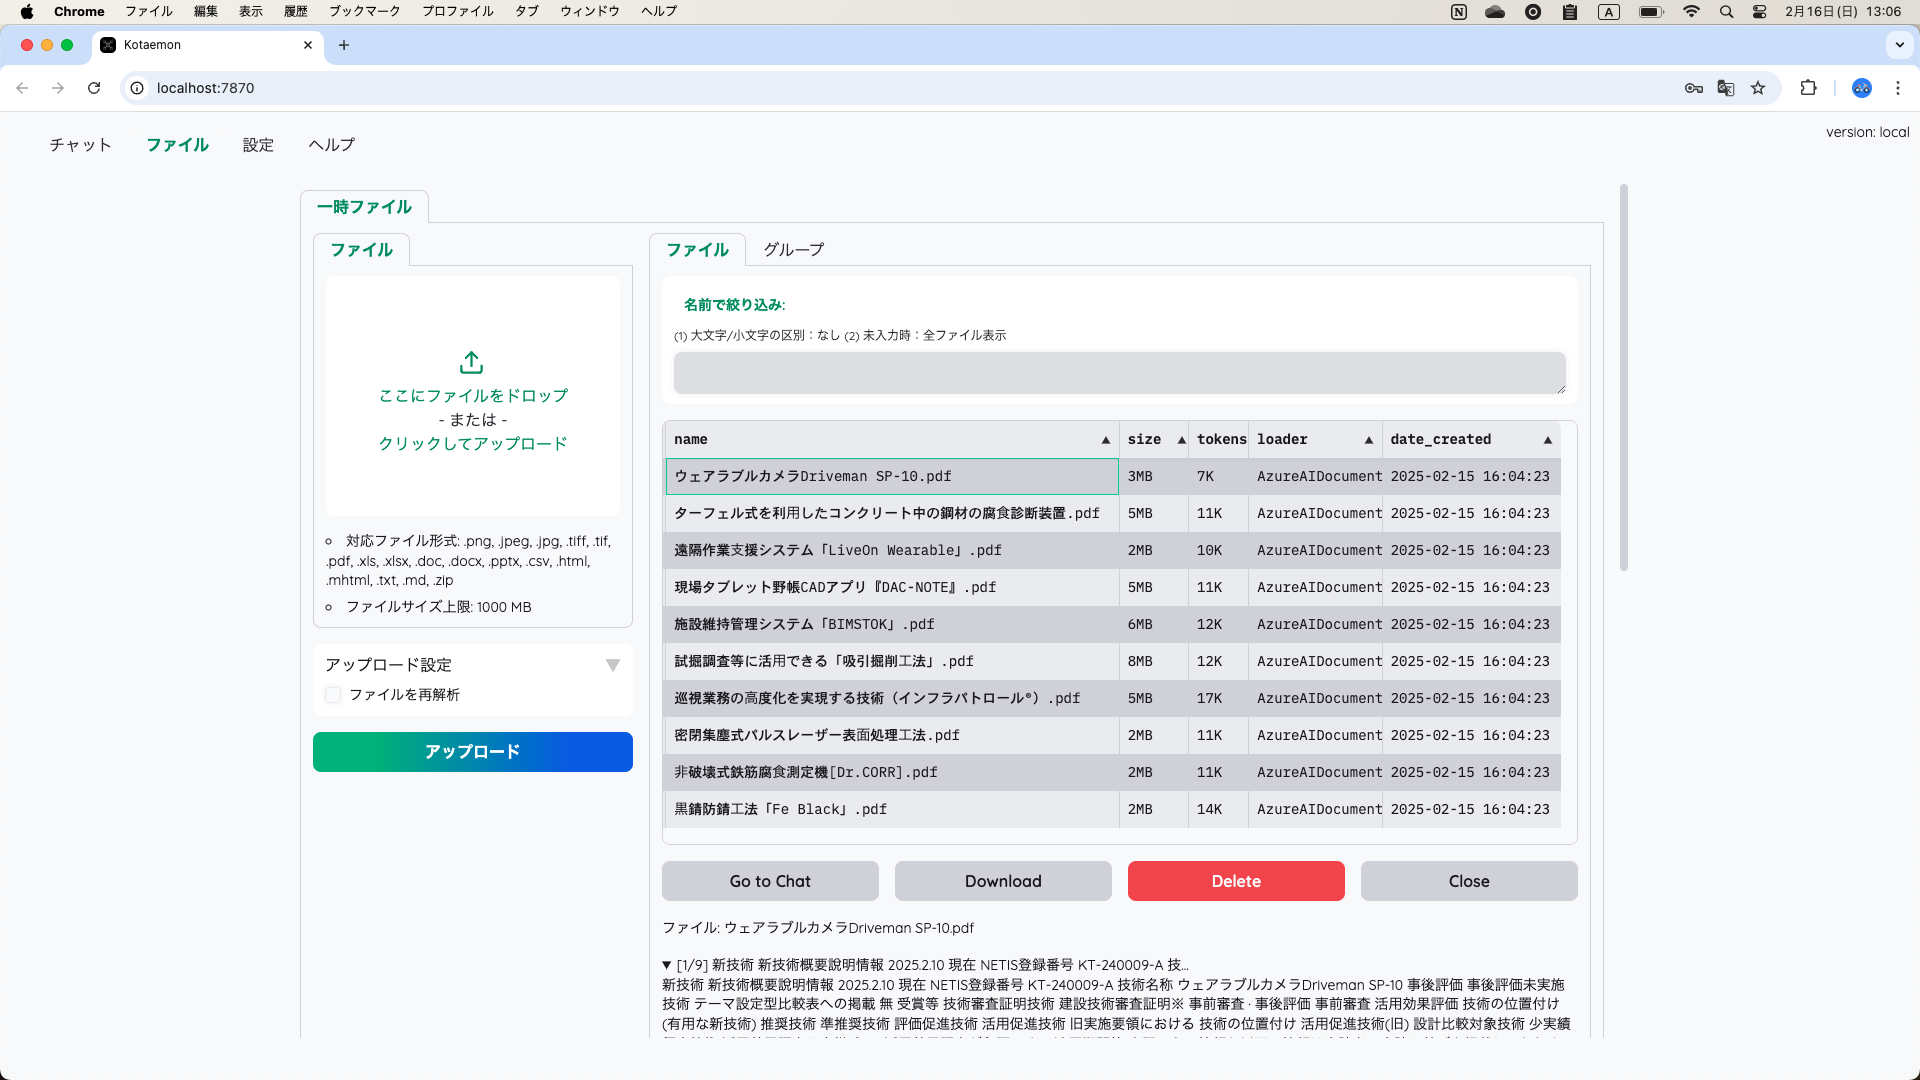 Chrome ファイル 編集 表示 履歴 ブックマーク プロファイル タブ ウィンドウ ヘルプ A 2月16日(日) 13:06
Kotaemon
localhost:7870
チャット ファイル 設定 ヘルプ version: local
一時ファイル
ファイル
ここにファイルをドロップ
- または -
クリックしてアップロード
対応ファイル形式: .png, .jpeg, .jpg, .tiff, .tif,
.pdf, .xls, .xlsx, .doc, .docx, .pptx, .csv, .html,
.mhtml, .txt, .md, .zip
ファイルサイズ上限: 1000 MB
アップロード設定 ▼
ファイルを再解析
アップロード
ファイル グループ
名前で絞り込み:
(1) 大文字/小文字の区別：なし (2) 未入力時：全ファイル表示
name ▲ size ▲ tokens loader ▲ date_created ▲
ウェアラブルカメラDriveman SP-10.pdf 3MB 7K AzureAIDocument 2025-02-15 16:04:23
ターフェル式を利用したコンクリート中の鋼材の腐食診断装置.pdf 5MB 11K AzureAIDocument 2025-02-15 16:04:23
遠隔作業支援システム「LiveOn Wearable」.pdf 2MB 10K AzureAIDocument 2025-02-15 16:04:23
現場タブレット野帳CADアプリ『DAC-NOTE』.pdf 5MB 11K AzureAIDocument 2025-02-15 16:04:23
施設維持管理システム「BIMSTOK」.pdf 6MB 12K AzureAIDocument 2025-02-15 16:04:23
試掘調査等に活用できる「吸引掘削工法」.pdf 8MB 12K AzureAIDocument 2025-02-15 16:04:23
巡視業務の高度化を実現する技術（インフラパトロール®）.pdf 5MB 17K AzureAIDocument 2025-02-15 16:04:23
密閉集塵式パルスレーザー表面処理工法.pdf 2MB 11K AzureAIDocument 2025-02-15 16:04:23
非破壊式鉄筋腐食測定機[Dr.CORR].pdf 2MB 11K AzureAIDocument 2025-02-15 16:04:23
黒錆防錆工法「Fe Black」.pdf 2MB 14K AzureAIDocument 2025-02-15 16:04:23
Go to Chat Download Delete Close
ファイル: ウェアラブルカメラDriveman SP-10.pdf
▼ [1/9] 新技術 新技術概要説明情報 2025.2.10 現在 NETIS登録番号 KT-240009-A 技...
新技術 新技術概要説明情報 2025.2.10 現在 NETIS登録番号 KT-240009-A 技術名称 ウェアラブルカメラDriveman SP-10 事後評価 事後評価未実施
技術 テーマ設定型比較表への掲載 無 受賞等 技術審査証明技術 建設技術審査証明※ 事前審査 · 事後評価 事前審査 活用効果評価 技術の位置付け
(有用な新技術) 推奨技術 準推奨技術 評価促進技術 活用促進技術 旧実施要領における 技術の位置付け 活用促進技術(旧) 設計比較対象技術 少実績